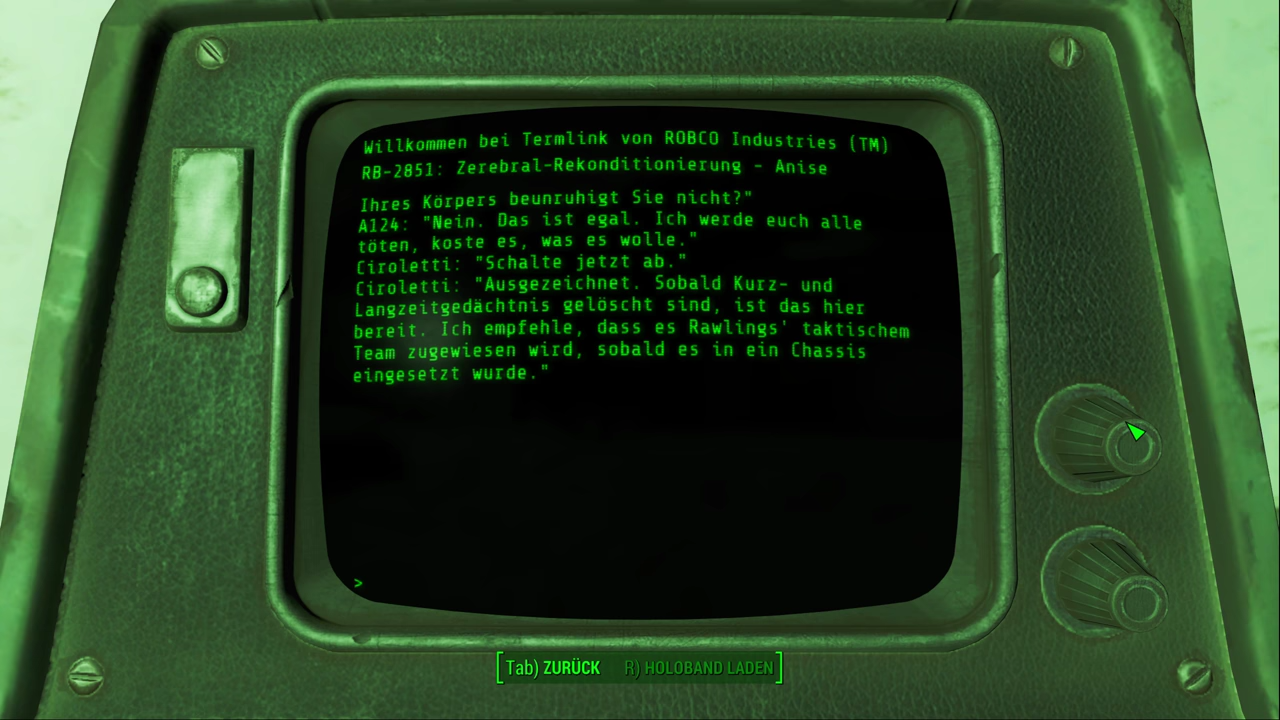 Willkommen bei Termlink von ROBCO Industries (TM)
RB-2851: Zerebral-Rekonditionierung - Anise
Ihres Körpers beunruhigt Sie nicht?"
A124: "Nein. Das ist egal. Ich werde euch alle
töten, koste es, was es wolle."
Ciroletti: "Schalte jetzt ab."
Ciroletti: "Ausgezeichnet. Sobald Kurz- und
Langzeitgedächtnis gelöscht sind, ist das hier
bereit. Ich empfehle, dass es Rawlings' taktischem
Team zugewiesen wird, sobald es in ein Chassis
eingesetzt wurde."
>
Tab) ZURÜCK R) HOLOBAND LADEN